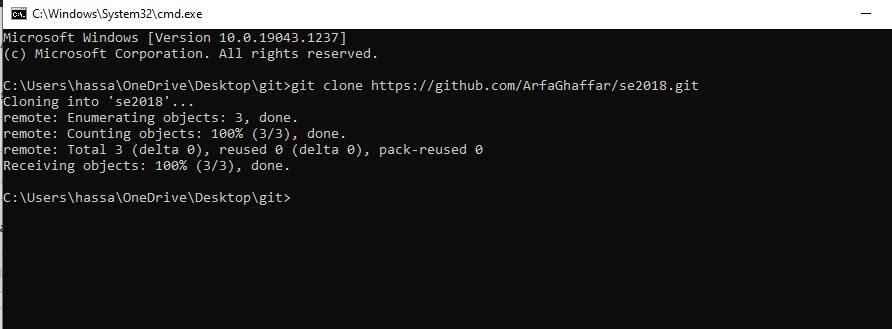 C:\Windows\System32\cmd.exe
Microsoft Windows [Version 10.0.19043.1237]
(c) Microsoft Corporation. All rights reserved.
C:\Users\hassa\OneDrive\Desktop\git>git clone https://github.com/ArfaGhaffar/se2018.git
Cloning into 'se2018'...
remote: Enumerating objects: 3, done.
remote: Counting objects: 100% (3/3), done.
remote: Total 3 (delta 0), reused 0 (delta 0), pack-reused 0
Receiving objects: 100% (3/3), done.
C:\Users\hassa\OneDrive\Desktop\git>